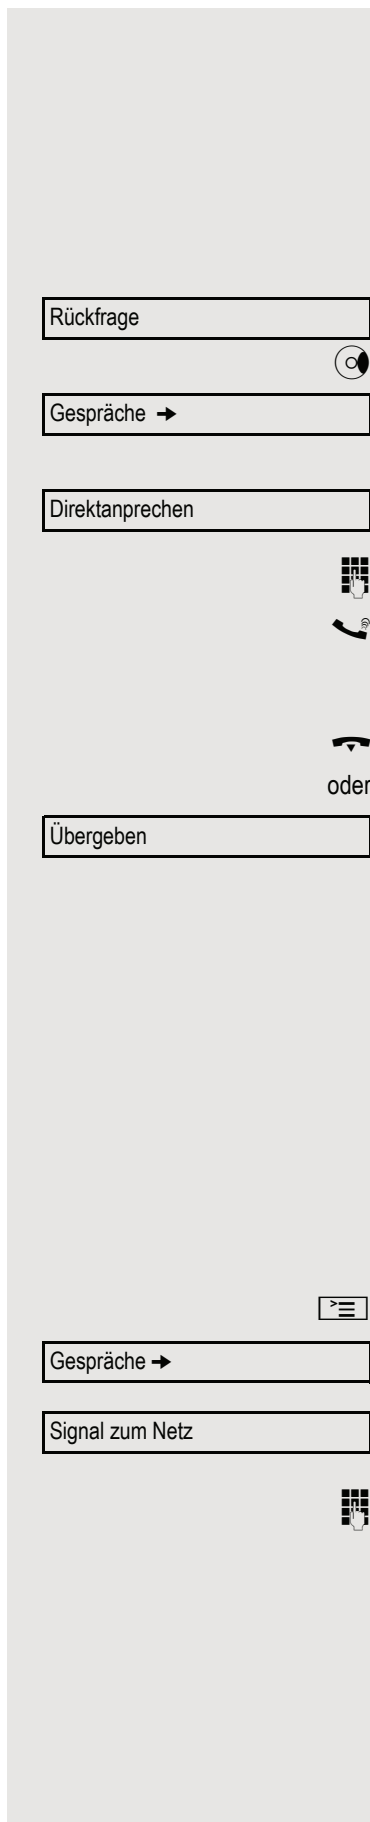 Rückfrage
Gespräche →
Direktanprechen
oder
Übergeben
Gespräche →
Signal zum Netz